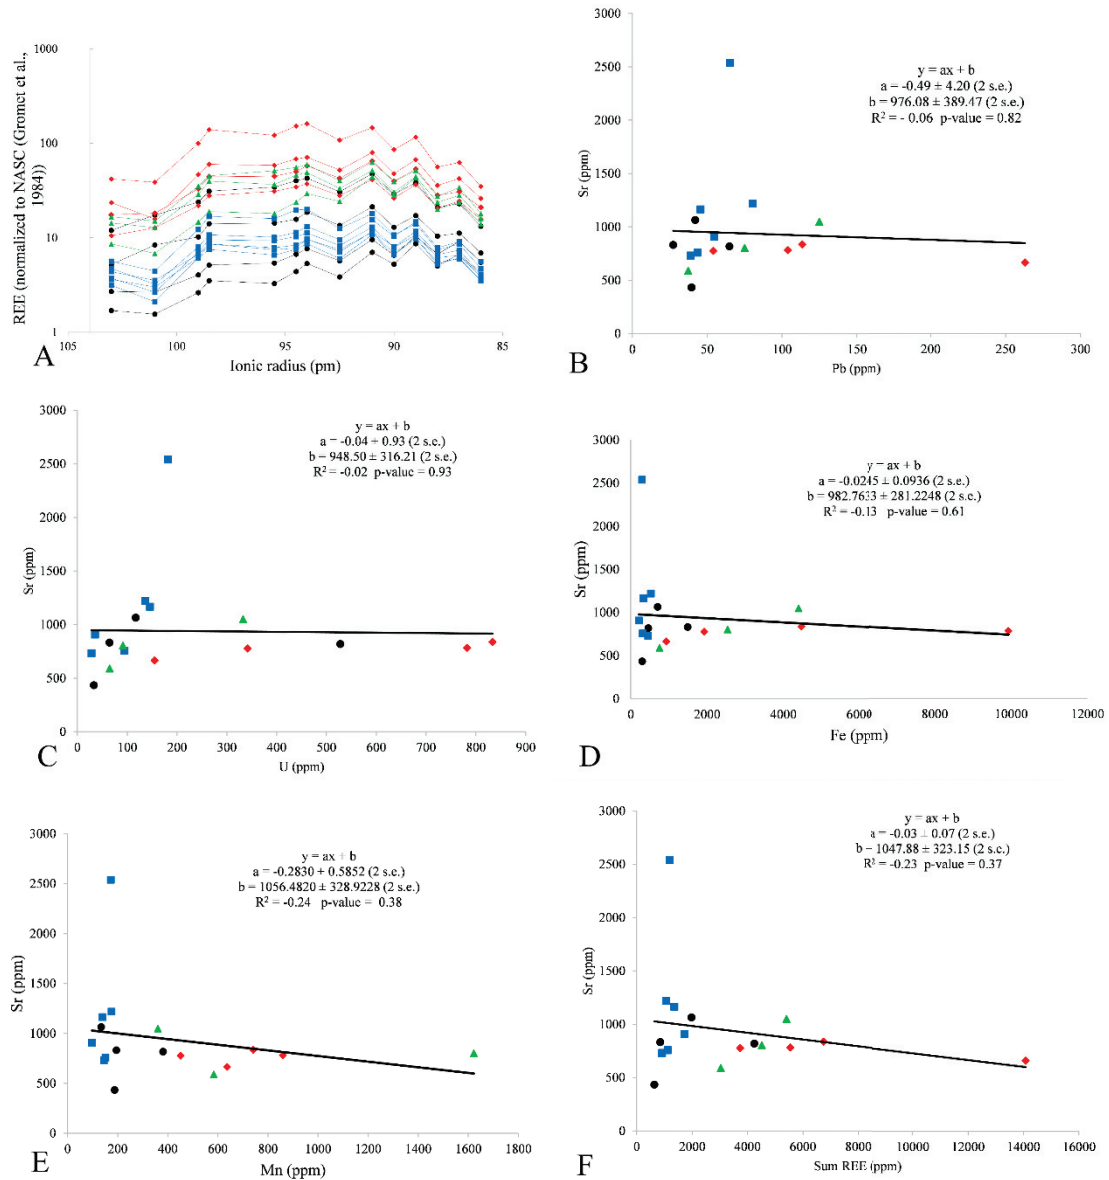 REE (normalized to NASC (Gromet et al.,
1984))
1000
100
10
1
105
100
95
90
85
Ionic radius (pm)
A
3000
2500
2000
1500
1000
500
0
Sr (ppm)
y = ax + b
a = -0.49 ± 4.20 (2 s.e.)
b = 976.08 ± 389.47 (2 s.e.)
R² = - 0.06 p-value = 0.82
0
50
100
150
200
250
300
Pb (ppm)
B
3000
2500
2000
1500
1000
500
0
Sr (ppm)
y = ax + b
a = -0.04 + 0.93 (2 s.e.)
b = 948.50 ± 316.21 (2 s.e.)
R² = -0.02 p-value = 0.93
0
100
200
300
400
500
600
700
800
900
U (ppm)
C
3000
2500
2000
1500
1000
500
0
Sr (ppm)
y = ax + b
a = -0.0245 ± 0.0936 (2 s.e.)
b = 982.7633 ± 281.2248 (2 s.e.)
R² = -0.13 p-value = 0.61
0
2000
4000
6000
8000
10000
12000
Fe (ppm)
D
3000
2500
2000
1500
1000
500
0
Sr (ppm)
y = ax + b
a = -0.2830 + 0.5852 (2 s.e.)
b = 1056.4820 ± 328.9228 (2 s.e.)
R² = -0.24 p-value = 0.38
0
200
400
600
800
1000
1200
1400
1600
1800
Mn (ppm)
E
3000
2500
2000
1500
1000
500
0
Sr (ppm)
y = ax + b
a = -0.03 ± 0.07 (2 s.e.)
b = 1047.88 ± 323.15 (2 s.e.)
R² = -0.23 p-value = 0.37
0
2000
4000
6000
8000
10000
12000
14000
16000
Sum REE (ppm)
F